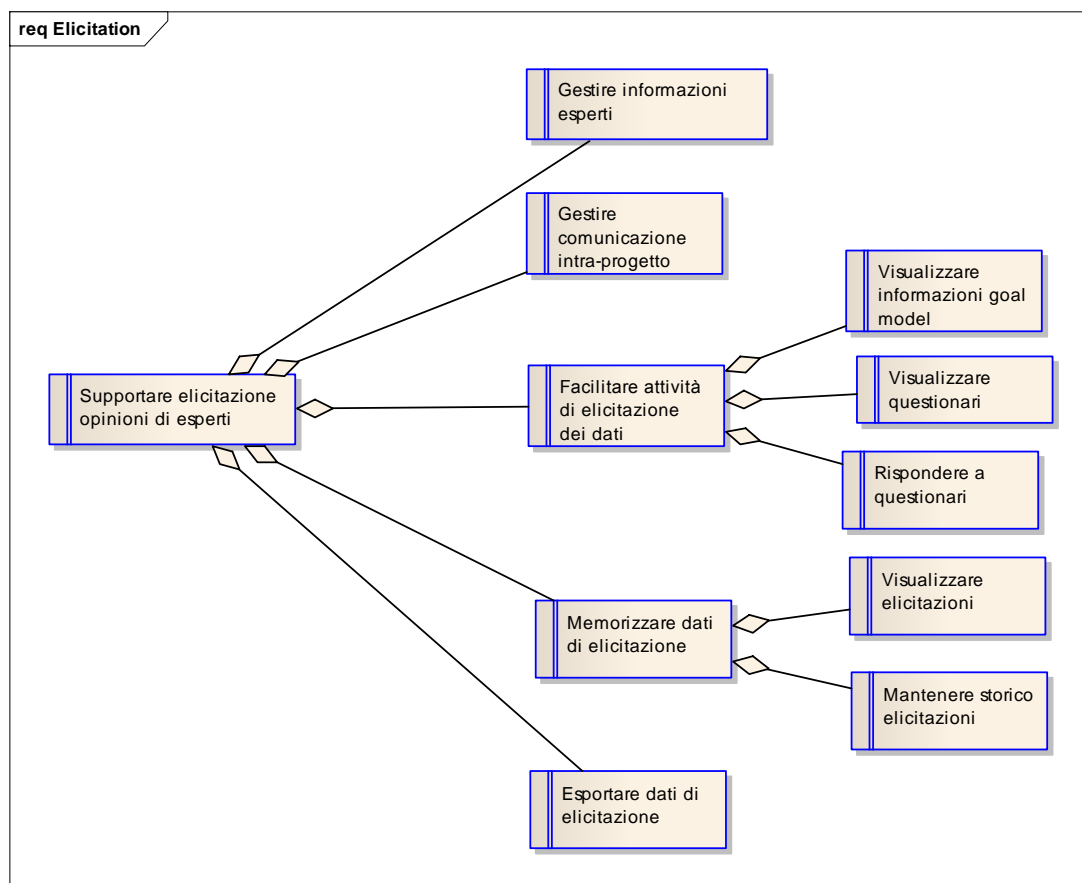 req Elicitation
Gestire informazioni
esperti
Gestire
comunicazione
intra-progetto
Visualizzare
informazioni goal
model
Supportare elicitazione
opinioni di esperti
Facilitare attività
di elicitazione
dei dati
Visualizzare
questionari
Rispondere a
questionari
Visualizzare
elicitazioni
Memorizzare dati
di elicitazione
Mantenere storico
elicitazioni
Esportare dati di
elicitazione